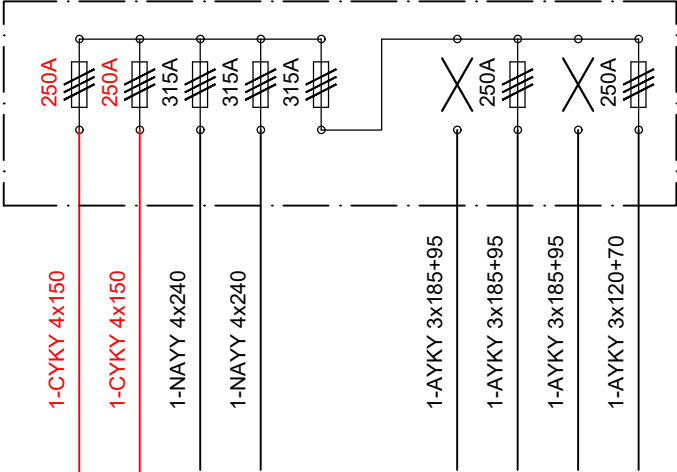 250A
250A
315A
315A
315A
250A
250A
1-CYKY 4x150
1-CYKY 4x150
1-NAYY 4x240
1-NAYY 4x240
1-AYKY 3x185+95
1-AYKY 3x185+95
1-AYKY 3x185+95
1-AYKY 3x120+70